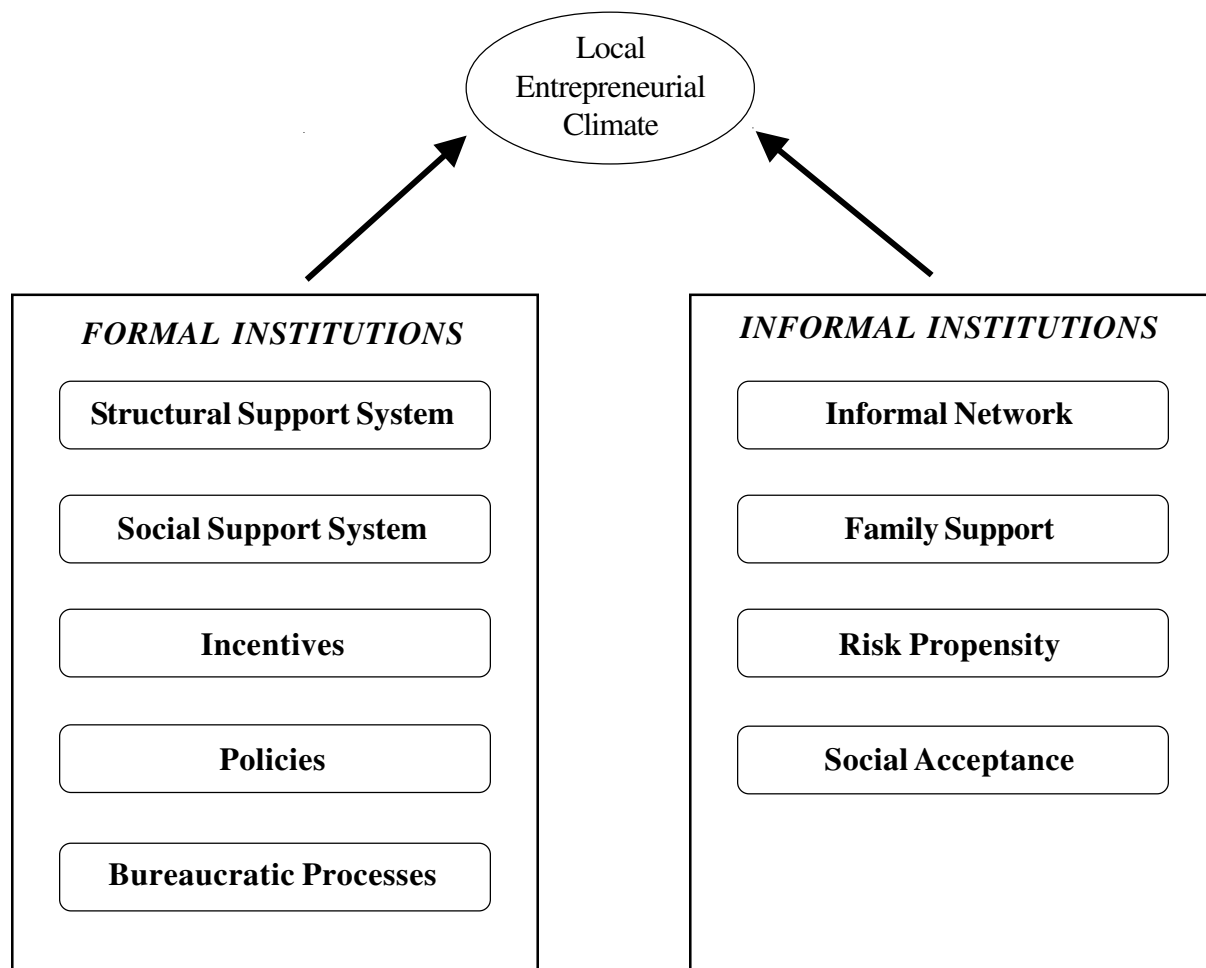 Local
Entrepreneurial
Climate
FORMAL INSTITUTIONS
Structural Support System
Social Support System
Incentives
Policies
Bureaucratic Processes
INFORMAL INSTITUTIONS
Informal Network
Family Support
Risk Propensity
Social Acceptance